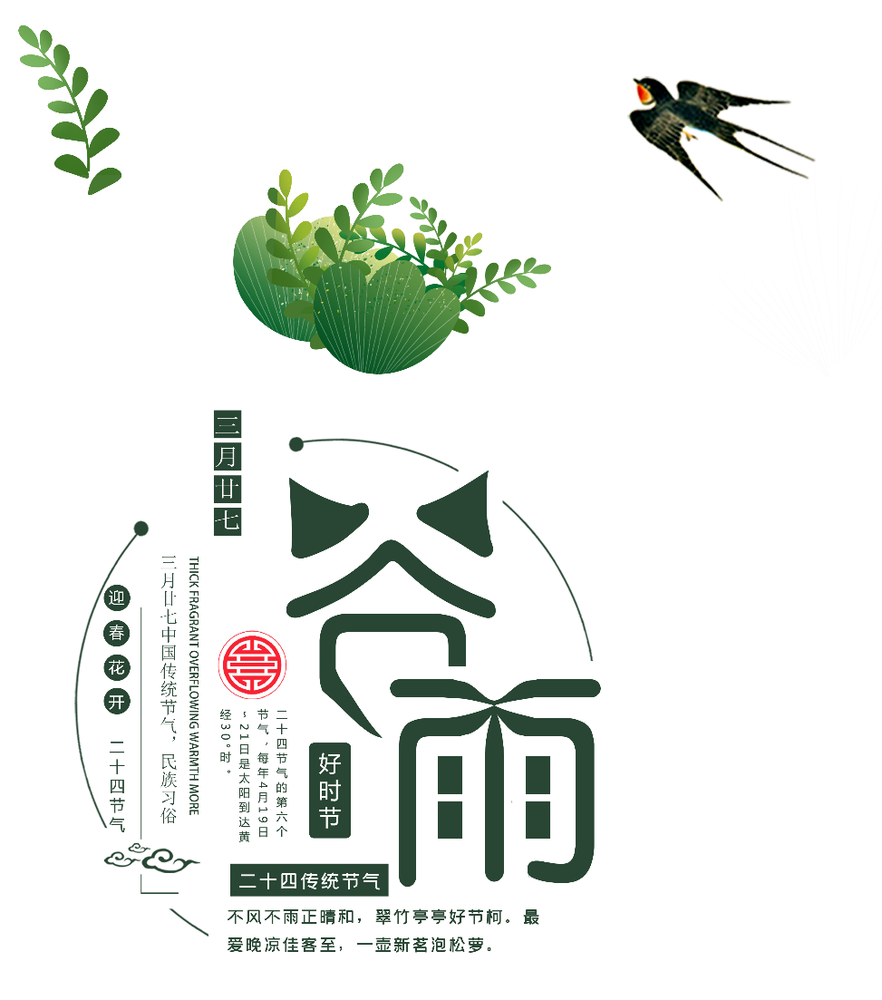 三月廿七
谷雨
迎春花开
二十四节气
三月廿七中国传统节气，民族习俗
THICK FRAGRANT OVERFLOWING WARMTH MORE
二十四节气的第六个
节气，每年4月19日
~21日是太阳到达黄
经30°时。
好时节
二十四传统节气
不风不雨正晴和，翠竹亭亭好节柯。最
爱晚凉佳客至，一壶新茗泡松萝。